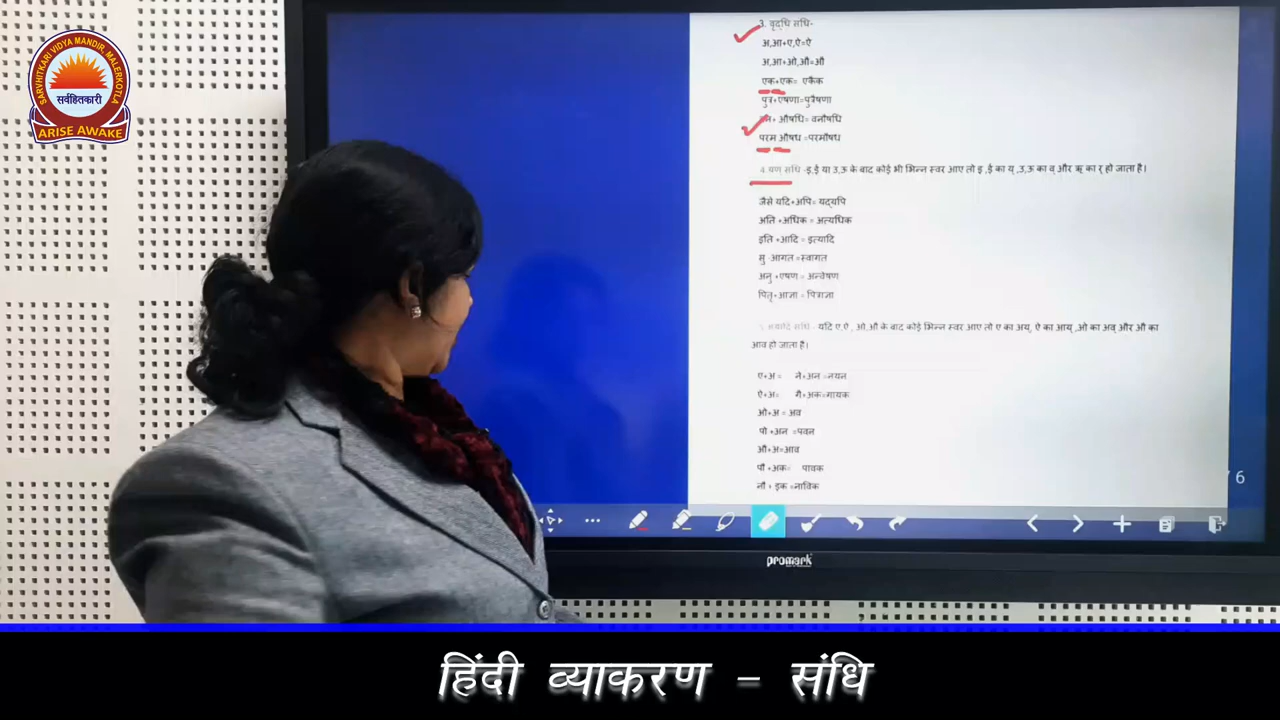 SARVHITKARI VIDYA MANDIR, MALERKOTLA
सर्वहितकारी
ARISE AWAKE
3. वृद्धि संधि-
अ,आ+ए,ऐ=ऐ
अ,आ+ओ,औ=औ
एक+एक= एकैक
पुत्र+एषणा=पुत्रैषणा
वन+ औषधि= वनौषधि
परम औषध =परमौषध
4.यण संधि -इ,ई या उ,ऊ के बाद कोई भी भिन्न स्वर आए तो इ ,ई का य् ,उ,ऊ का व् और ऋ का र् हो जाता है।
जैसे यदि+अपि= यद्यपि
अति +अधिक = अत्यधिक
इति +आदि = इत्यादि
सु आगत =स्वागत
अनु +एषण = अन्वेषण
पितृ+आज्ञा = पित्राज्ञा
संधि - यदि ए,ऐ , ओ,औ के बाद कोई भिन्न स्वर आए तो ए का अय्, ऐ का आय् ,ओ का अव् और औ का
आव हो जाता है।
ए+अ = ने+अन =नयन
ऐ+अ= गै+अक=गायक
ओ+अ = अव
पो +अन =पवन
औ+अ=आव
पौ +अक= पावक
नौ + इक =नाविक
/ 6
promark
हिंदी व्याकरण – संधि